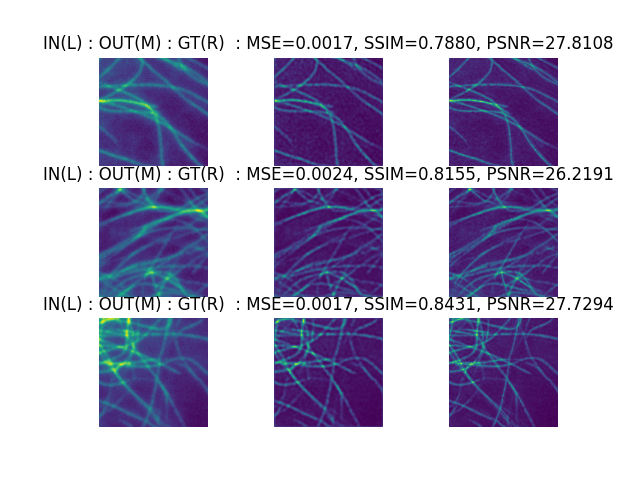 IN(L) : OUT(M) : GT(R)  : MSE=0.0017, SSIM=0.7880, PSNR=27.8108
IN(L) : OUT(M) : GT(R)  : MSE=0.0024, SSIM=0.8155, PSNR=26.2191
IN(L) : OUT(M) : GT(R)  : MSE=0.0017, SSIM=0.8431, PSNR=27.7294